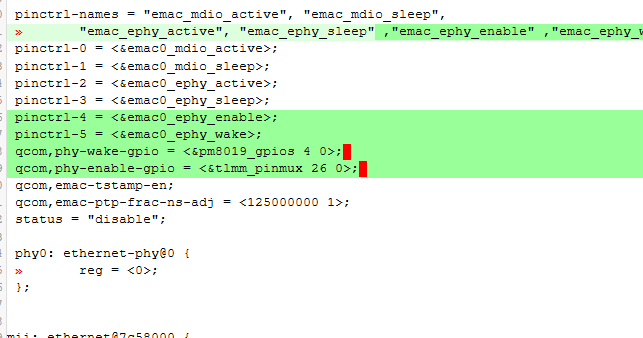 pinctrl-names = "emac_mdio_active", "emac_mdio_sleep",
» "emac_ephy_active", "emac_ephy_sleep" ,"emac_ephy_enable" ,"emac_ephy_w
pinctrl-0 = <&emac0_mdio_active>;
pinctrl-1 = <&emac0_mdio_sleep>;
pinctrl-2 = <&emac0_ephy_active>;
pinctrl-3 = <&emac0_ephy_sleep>;
pinctrl-4 = <&emac0_ephy_enable>;
pinctrl-5 = <&emac0_ephy_wake>;
qcom,phy-wake-gpio = <&pm8019_gpios 4 0>;
qcom,phy-enable-gpio = <&tlmm_pinmux 26 0>;
qcom,emac-tstamp-en;
qcom,emac-ptp-frac-ns-adj = <125000000 1>;
status = "disable";
phy0: ethernet-phy@0 {
» reg = <0>;
};
mii: ethernet@7c58000 {